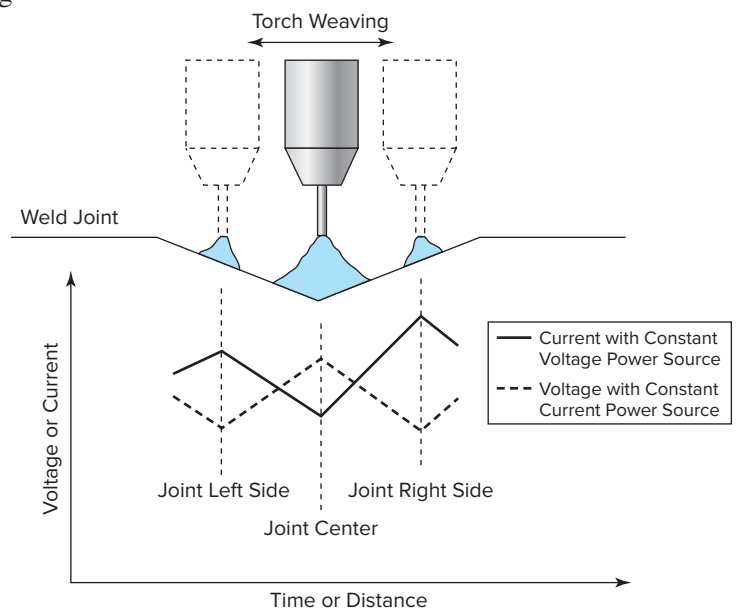 g
Torch Weaving
Weld Joint
Current with Constant
Voltage Power Source
Voltage with Constant
Current Power Source
Voltage or Current
Joint Left Side
Joint Right Side
Joint Center
Time or Distance